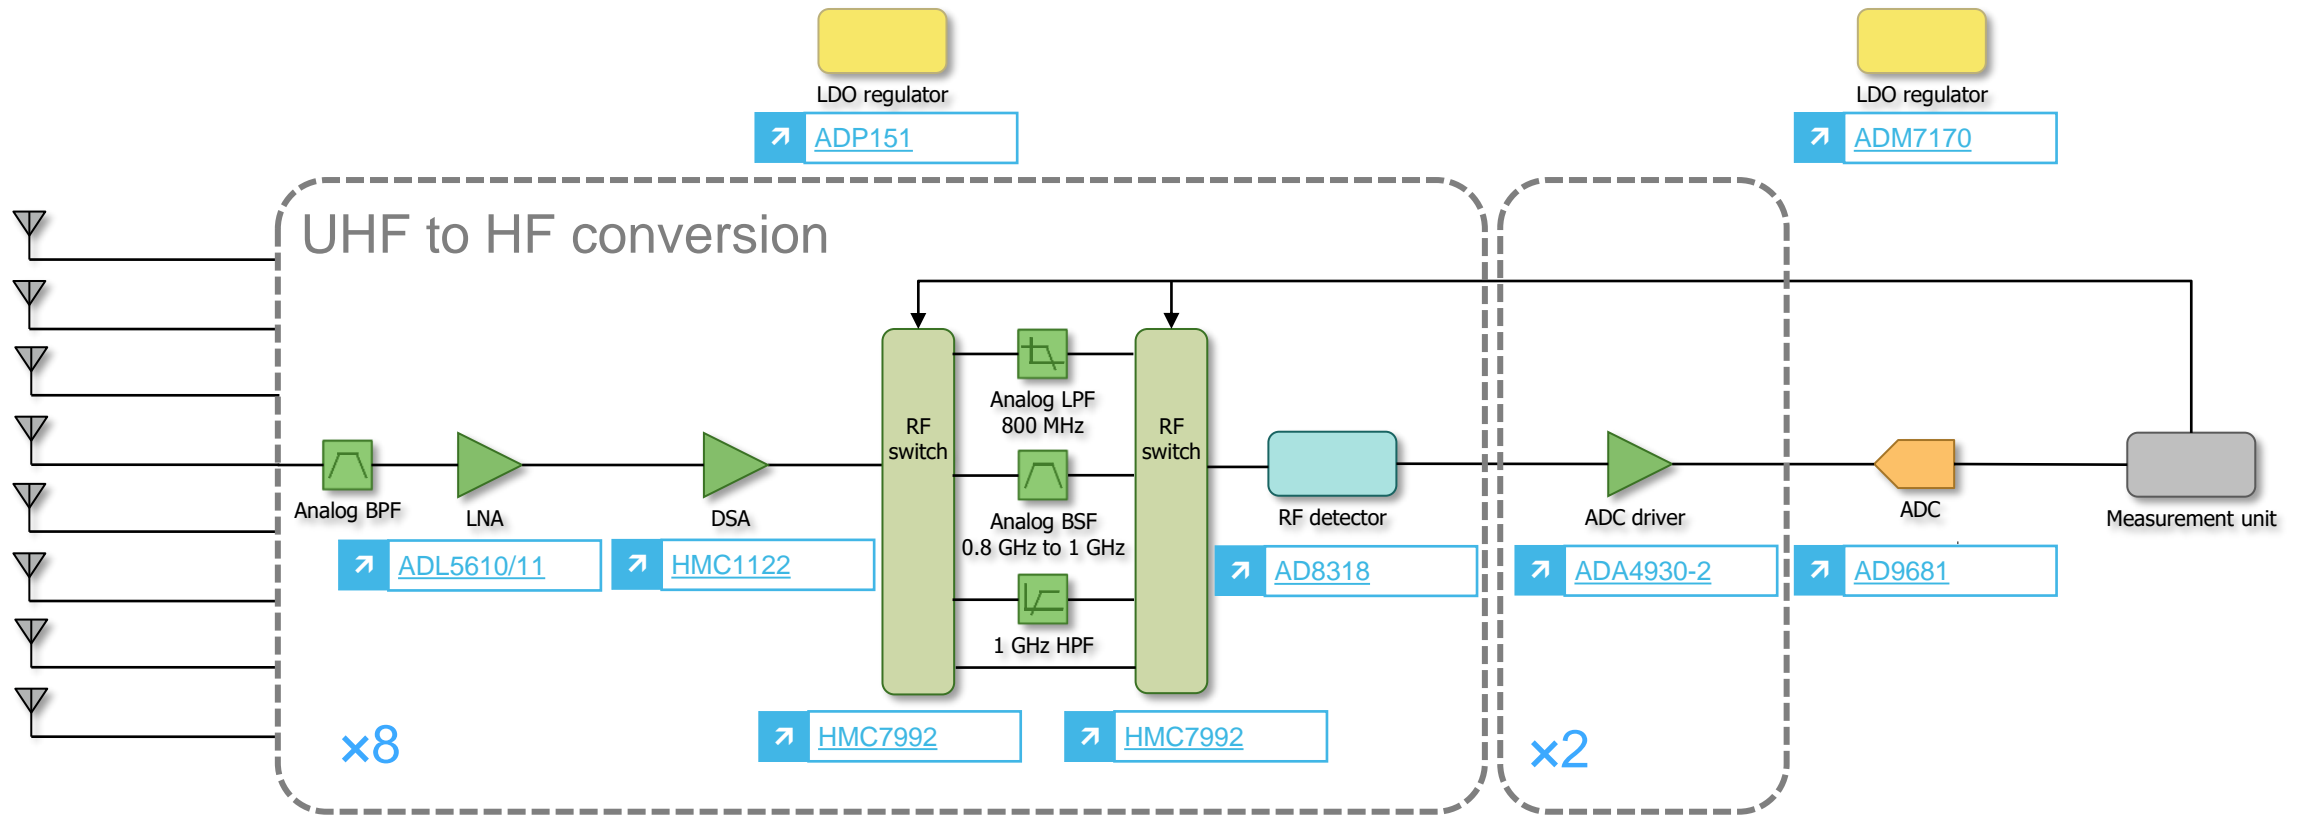 LDO regulator
ADP151
LDO regulator
ADM7170
UHF to HF conversion
Analog BPF
LNA
ADL5610/11
DSA
HMC1122
RF
switch
HMC7992
Analog LPF
800 MHz
Analog BSF
0.8 GHz to 1 GHz
1 GHz HPF
RF
switch
HMC7992
RF detector
AD8318
×8
ADC driver
ADA4930-2
×2
ADC
AD9681
Measurement unit